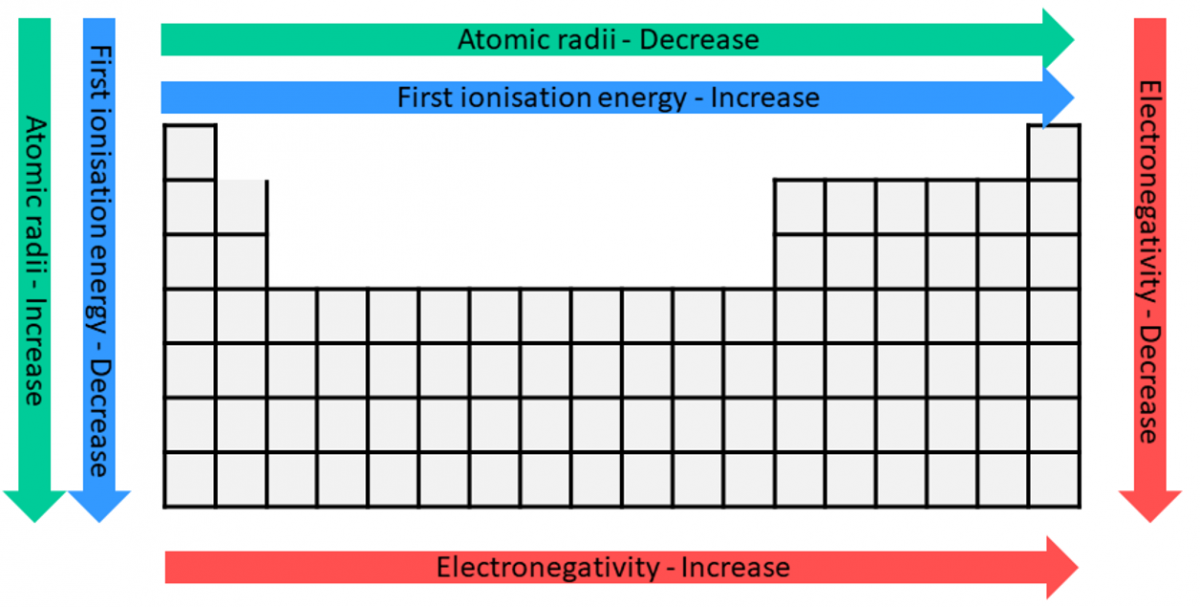 Atomic radii - Decrease
First ionisation energy - Increase
Atomic radii - Increase
First ionisation energy - Decrease
Electronegativity - Decrease
Electronegativity - Increase